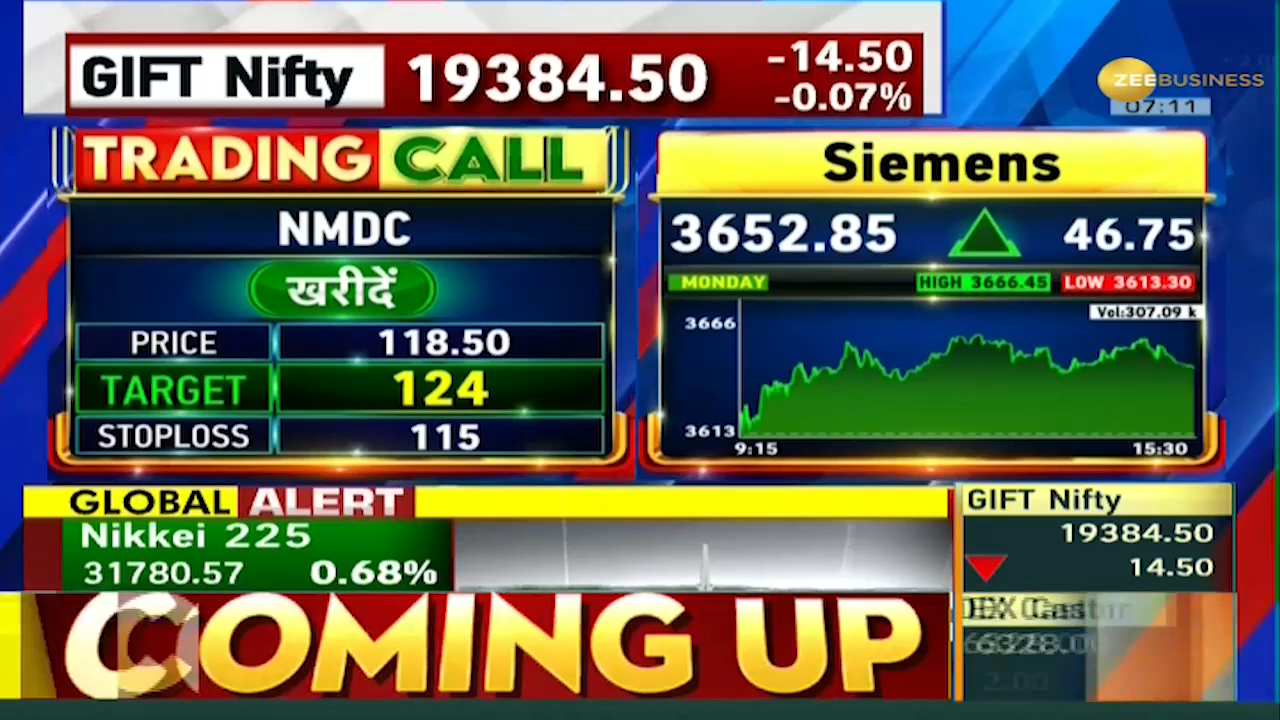 GIFT Nifty 19384.50 -14.50
-0.07%
ZEEBUSINESS
07:11
TRADING CALL
NMDC
खरीदें
PRICE 118.50
TARGET 124
STOPLOSS 115
Siemens
3652.85 46.75
MONDAY HIGH 3666.45 LOW 3613.30
Vol:307.09 k
3666
3613
9:15 15:30
GLOBAL ALERT
Nikkei 225
31780.57 0.68%
GIFT Nifty
19384.50
14.50
COMING UP
2.00